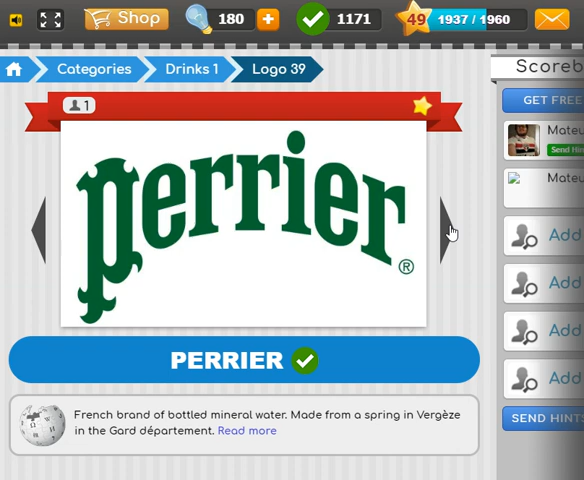 Shop
180
1171
49
1937 / 1960
Categories
Drinks 1
Logo 39
Scoreb
1
GET FREE
Mateu
Send Hin
Mateu
perrier
®
Add
Add
Add
Add
PERRIER
SEND HINTS
French brand of bottled mineral water. Made from a spring in Vergèze
in the Gard département. Read more